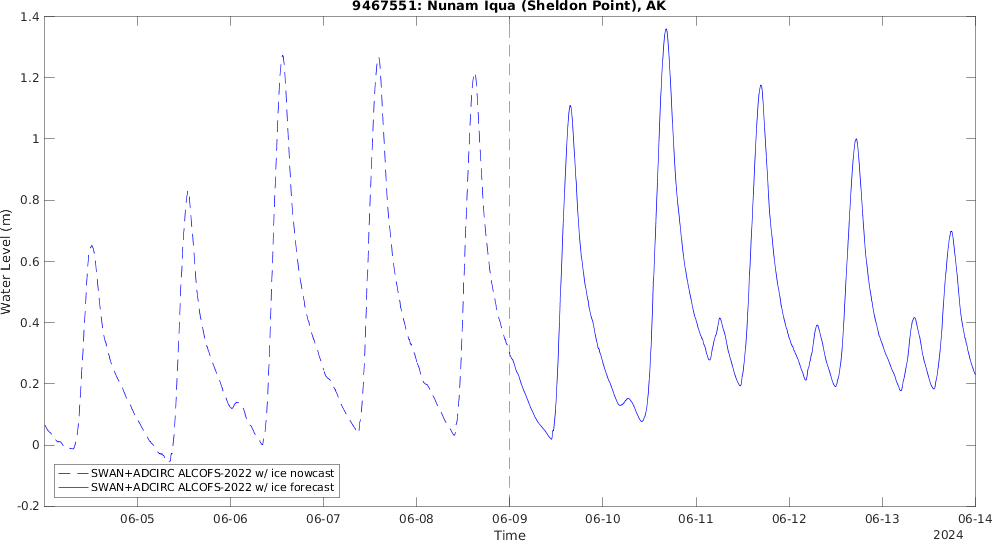 9467551: Nunam Iqua (Sheldon Point), AK
1.4
1.2
1
0.8
0.6
0.4
0.2
0
-0.2
Water Level (m)
SWAN+ADCIRC ALCOFS-2022 w/ ice nowcast
SWAN+ADCIRC ALCOFS-2022 w/ ice forecast
06-05 06-06 06-07 06-08 06-09 06-10 06-11 06-12 06-13 06-14
Time
2024